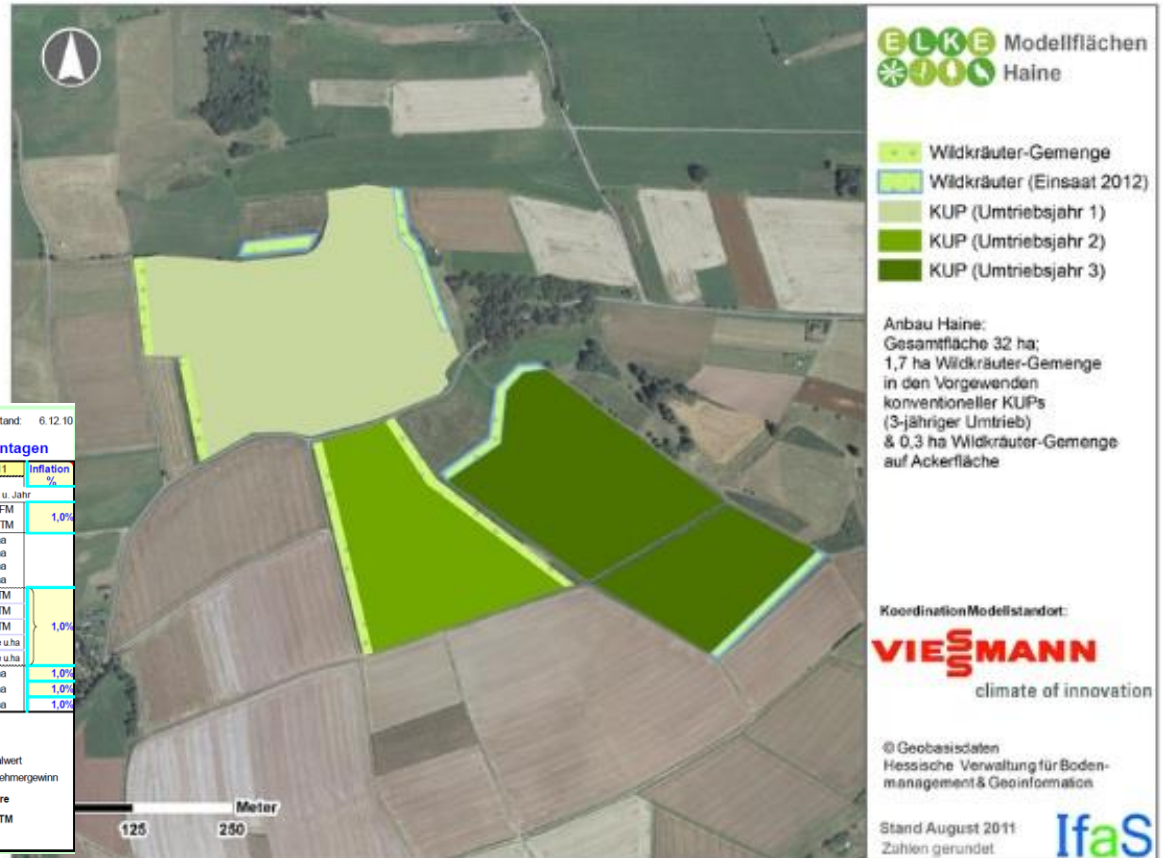 ELKE Modellflächen
Haine
Wildkräuter-Gemenge
Wildkräuter (Einsaat 2012)
KUP (Umtriebsjahr 1)
KUP (Umtriebsjahr 2)
KUP (Umtriebsjahr 3)
Anbau Haine:
Gesamtfläche 32 ha;
1,7 ha Wildkräuter-Gemenge
in den Vorgewenden
konventioneller KUPs
(3-jähriger Umtrieb)
& 0,3 ha Wildkräuter-Gemenge
auf Ackerfläche
Koordination Modellstandort:
VIESSMANN
climate of innovation
© Geobasisdaten
Hessische Verwaltung für Boden-
management & Geoinformation
Stand August 2011
Zahlen gerundet
IfaS
Meter
125 250
tand: 6.12.10
ntagen
Inflation
%
u. Jahr
FM
1,0%
TM
TM
TM
TM
1,0%
u.ha
u.ha
1,0%
1,0%
1,0%
lwert
ehmergewinn
re
TM